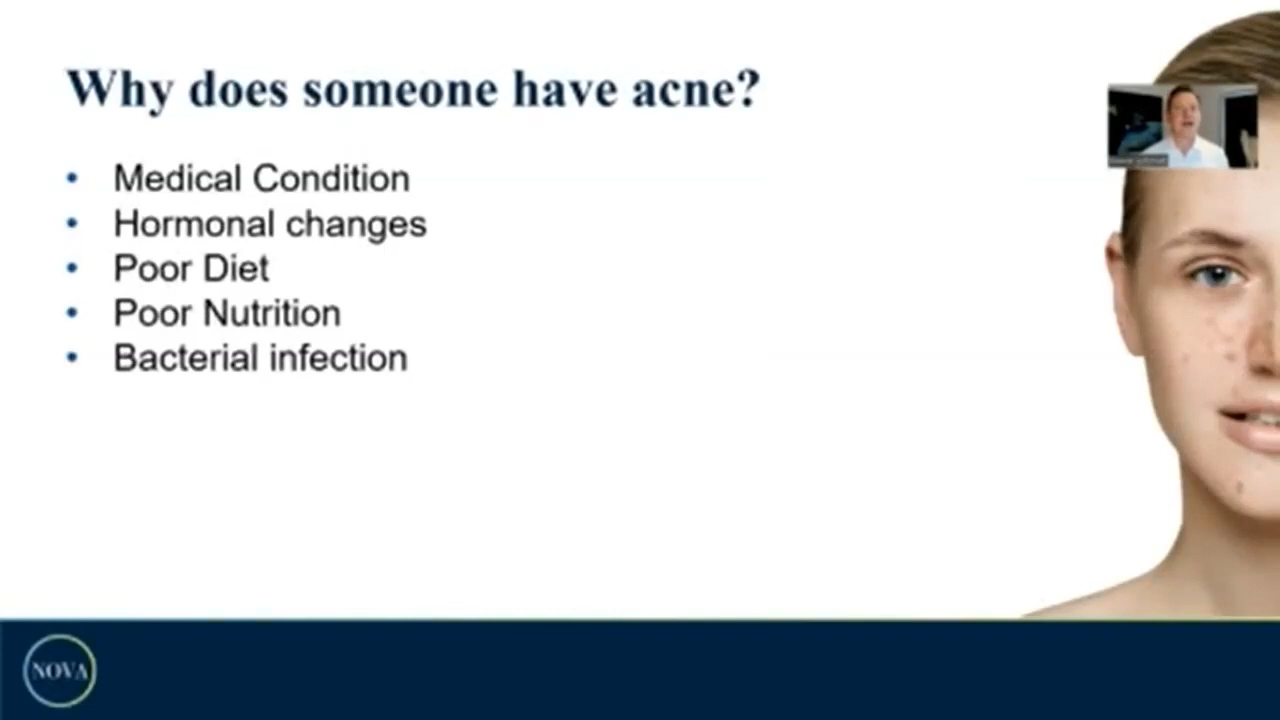 Why does someone have acne?
• Medical Condition
• Hormonal changes
• Poor Diet
• Poor Nutrition
• Bacterial infection
NOVA